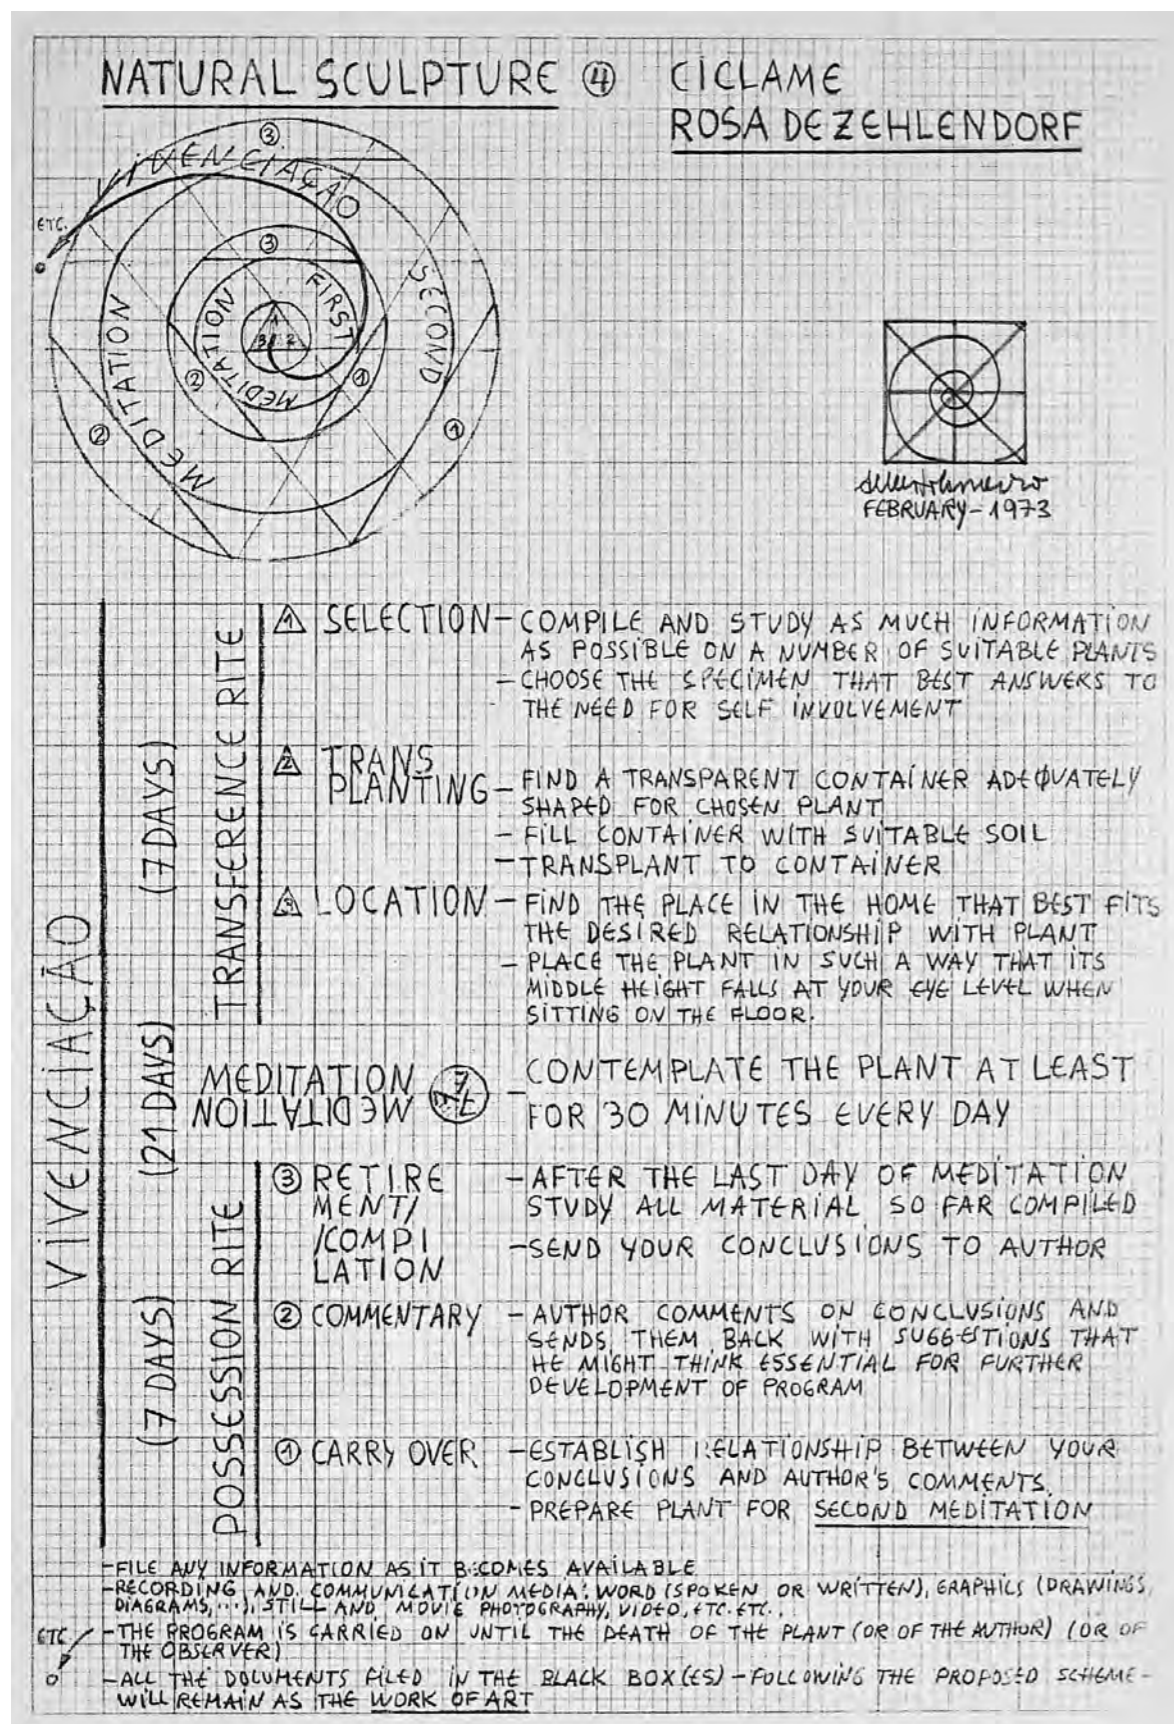 NATURAL SCULPTURE ④
CICLAME
ROSA DE ZEHLENDORF
③
VIVENCIAÇÃO
ETC.
③
SECOND
MEDITATION
FIRST
MEDITATION
1
3
2
②
①
②
①
FEBRUARY-1973
VIVENCIAÇÃO
(7 DAYS)
TRANSFERENCE RITE
1 SELECTION
- COMPILE AND STUDY AS MUCH INFORMATION
AS POSSIBLE ON A NUMBER OF SUITABLE PLANTS
- CHOOSE THE SPECIMEN THAT BEST ANSWERS TO
THE NEED FOR SELF INVOLVEMENT
2 TRANS
PLANTING
- FIND A TRANSPARENT CONTAINER ADEQUATELY
SHAPED FOR CHOSEN PLANT
- FILL CONTAINER WITH SUITABLE SOIL
- TRANSPLANT TO CONTAINER
3 LOCATION
- FIND THE PLACE IN THE HOME THAT BEST FITS
THE DESIRED RELATIONSHIP WITH PLANT
- PLACE THE PLANT IN SUCH A WAY THAT ITS
MIDDLE HEIGHT FALLS AT YOUR EYE LEVEL WHEN
SITTING ON THE FLOOR.
(21 DAYS)
MEDITATION
MEDITATION
- CONTEMPLATE THE PLANT AT LEAST
FOR 30 MINUTES EVERY DAY
(7 DAYS)
POSSESSION RITE
③ RETIRE
MENT/
/COMPI
LATION
- AFTER THE LAST DAY OF MEDITATION
STUDY ALL MATERIAL SO FAR COMPILED
- SEND YOUR CONCLUSIONS TO AUTHOR
② COMMENTARY
- AUTHOR COMMENTS ON CONCLUSIONS AND
SENDS THEM BACK WITH SUGGESTIONS THAT
HE MIGHT THINK ESSENTIAL FOR FURTHER
DEVELOPMENT OF PROGRAM
① CARRY OVER
- ESTABLISH RELATIONSHIP BETWEEN YOUR
CONCLUSIONS AND AUTHOR'S COMMENTS.
- PREPARE PLANT FOR SECOND MEDITATION
- FILE ANY INFORMATION AS IT BECOMES AVAILABLE
- RECORDING AND COMMUNICATION MEDIA: WORD (SPOKEN OR WRITTEN), GRAPHICS (DRAWINGS,
DIAGRAMS, ...), STILL AND MOVIE PHOTOGRAPHY, VIDEO, ETC. ETC..
ETC.
- THE PROGRAM IS CARRIED ON UNTIL THE DEATH OF THE PLANT (OR OF THE AUTHOR) (OR OF
THE OBSERVER)
- ALL THE DOCUMENTS FILED IN THE BLACK BOX(ES) - FOLLOWING THE PROPOSED SCHEME -
WILL REMAIN AS THE WORK OF ART